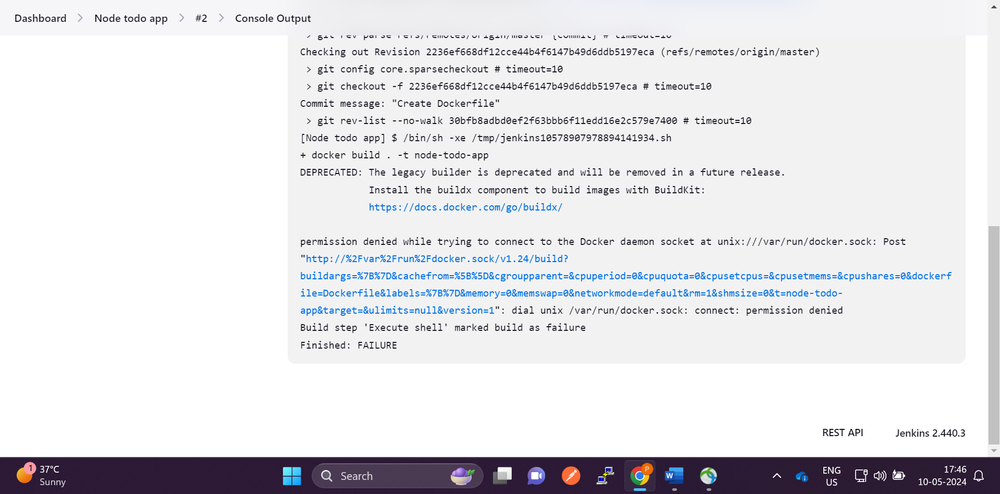 Dashboard > Node todo app > #2 > Console Output
> git rev-parse refs/remotes/origin/master^{commit} # timeout=10
Checking out Revision 2236ef668df12cce44b4f6147b49d6ddb5197eca (refs/remotes/origin/master)
> git config core.sparsecheckout # timeout=10
> git checkout -f 2236ef668df12cce44b4f6147b49d6ddb5197eca # timeout=10
Commit message: "Create Dockerfile"
> git rev-list --no-walk 30bfb8adbd0ef2f63bbb6f11edd16e2c579e7400 # timeout=10
[Node todo app] $ /bin/sh -xe /tmp/jenkins10578907978894141934.sh
+ docker build . -t node-todo-app
DEPRECATED: The legacy builder is deprecated and will be removed in a future release.
Install the buildx component to build images with BuildKit:
https://docs.docker.com/go/buildx/
permission denied while trying to connect to the Docker daemon socket at unix:///var/run/docker.sock: Post
"http://%2Fvar%2Frun%2Fdocker.sock/v1.24/build?
buildargs=%7B%7D&cachefrom=%5B%5D&cgroupparent=&cpuperiod=0&cpuquota=0&cpusetcpus=&cpusetmems=&cpushares=0&dockerf
ile=Dockerfile&labels=%7B%7D&memory=0&memswap=0&networkmode=default&rm=1&shmsize=0&t=node-todo-
app&target=&ulimits=null&version=1": dial unix /var/run/docker.sock: connect: permission denied
Build step 'Execute shell' marked build as failure
Finished: FAILURE
REST API
Jenkins 2.440.3
1
37°C
Sunny
Search
P
W
ENG
US
17:46
10-05-2024